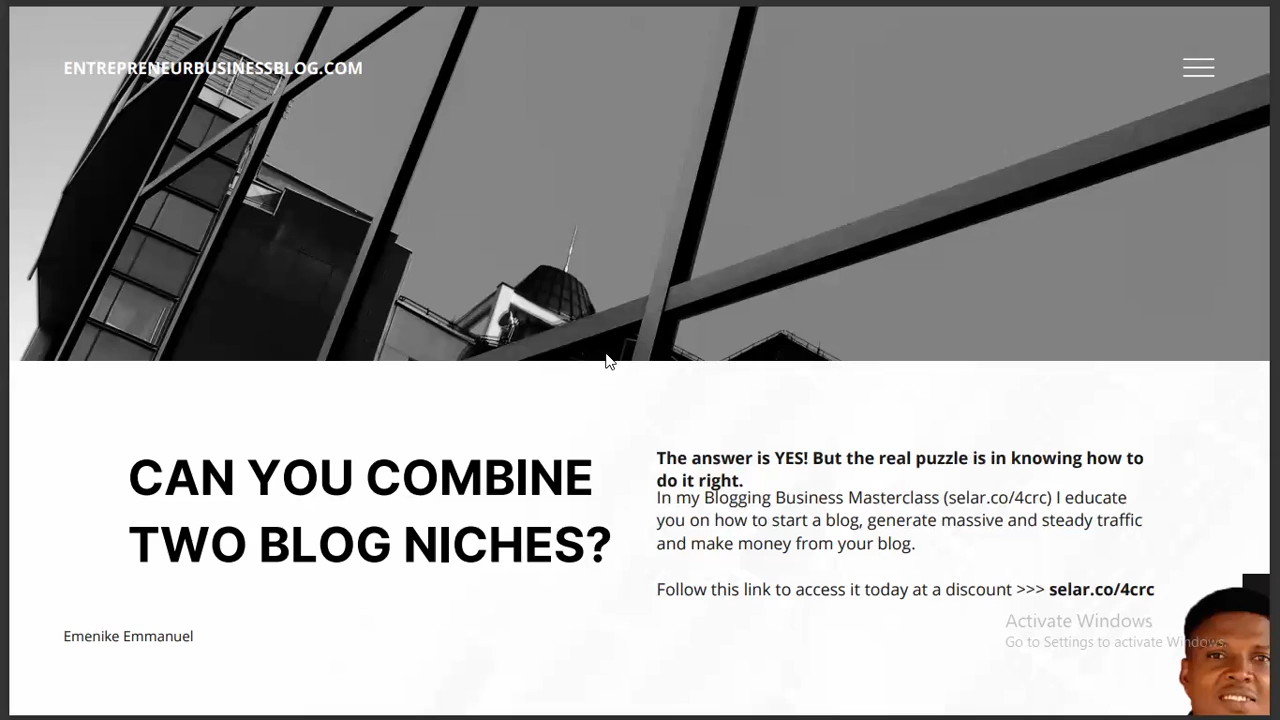 ENTREPRENEURBUSINESSBLOG.COM
CAN YOU COMBINE
TWO BLOG NICHES?
The answer is YES! But the real puzzle is in knowing how to
do it right.
In my Blogging Business Masterclass (selar.co/4crc) I educate
you on how to start a blog, generate massive and steady traffic
and make money from your blog.
Follow this link to access it today at a discount >>> selar.co/4crc
Emenike Emmanuel
Activate Windows
Go to Settings to activate Windows.